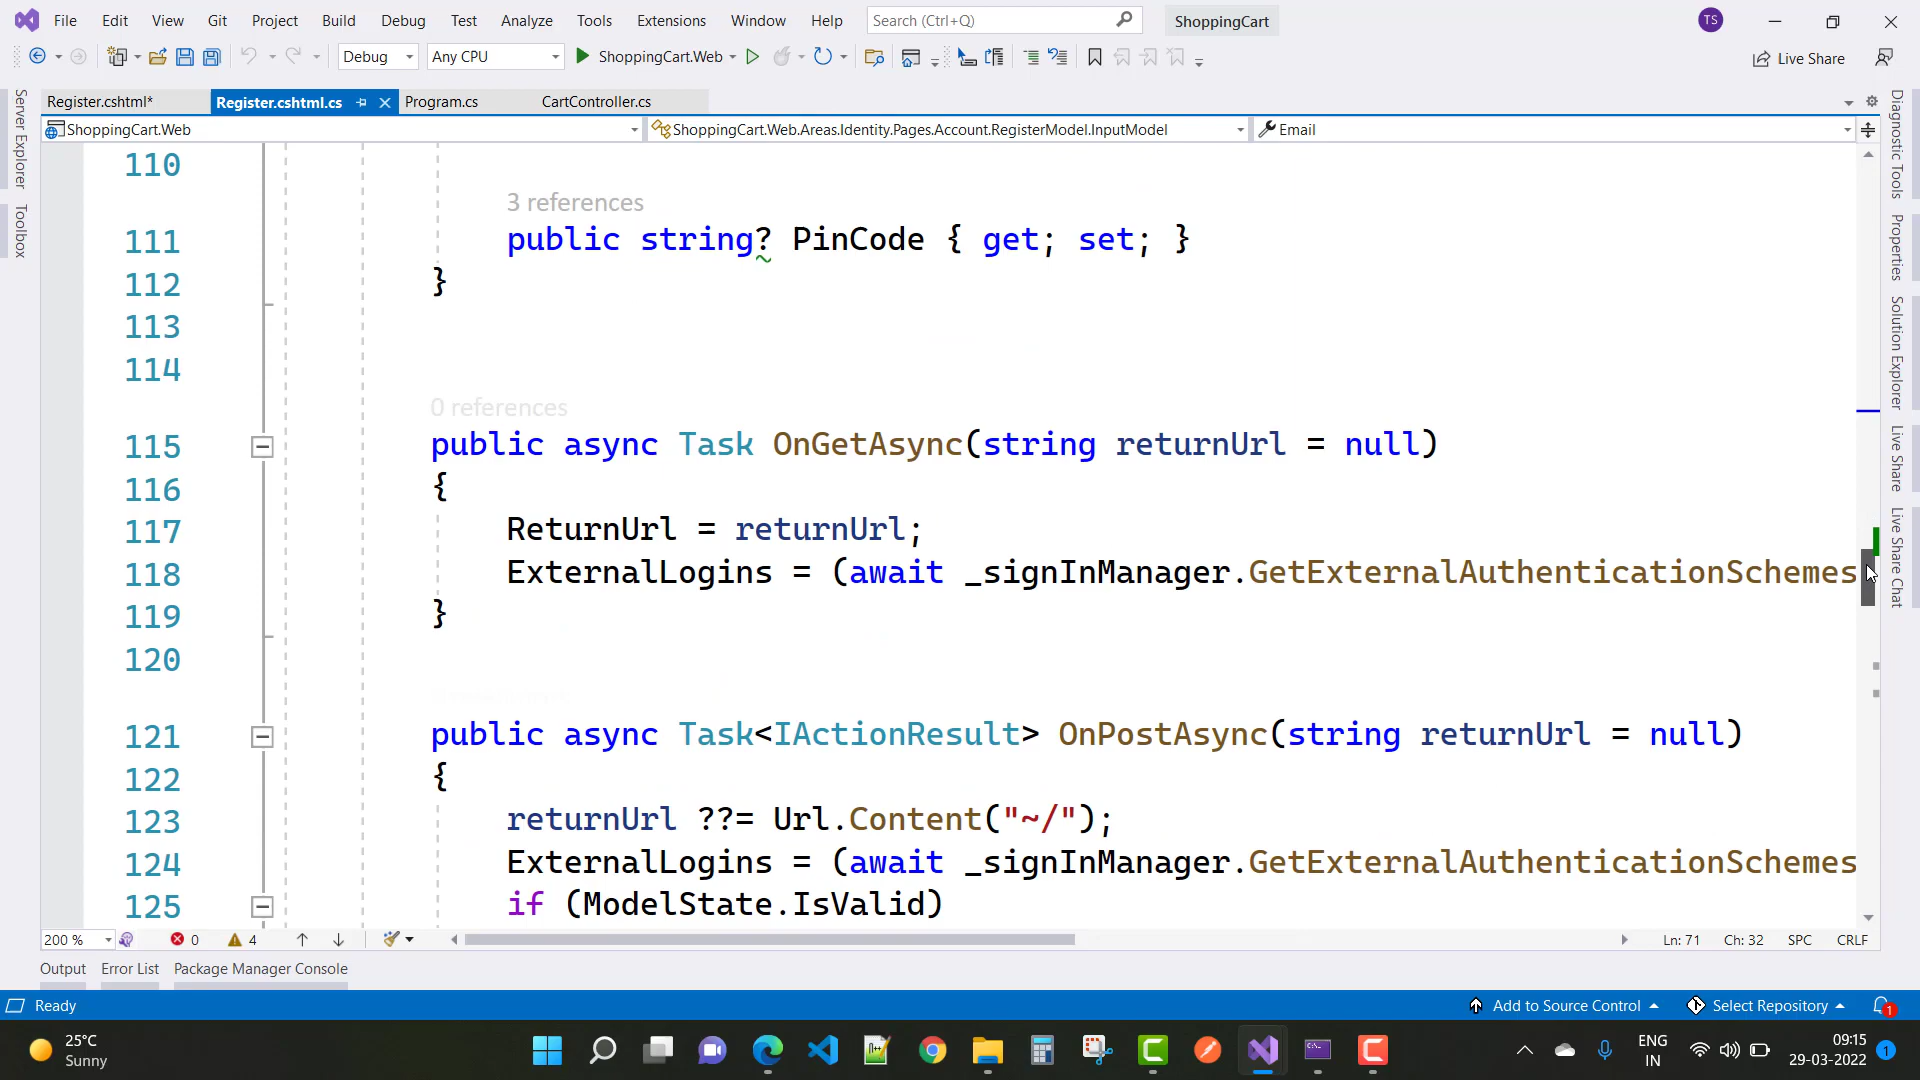 File Edit View Git Project Build Debug Test Analyze Tools Extensions Window Help Search (Ctrl+Q) ShoppingCart TS
Debug Any CPU ShoppingCart.Web Live Share
Register.cshtml* Register.cshtml.cs Program.cs CartController.cs
ShoppingCart.Web ShoppingCart.Web.Areas.Identity.Pages.Account.RegisterModel.InputModel Email
Server Explorer
Toolbox
Diagnostic Tools
Properties
Solution Explorer
Live Share
Live Share Chat
110
3 references
111 public string? PinCode { get; set; }
112 }
113
114
0 references
115 public async Task OnGetAsync(string returnUrl = null)
116 {
117 ReturnUrl = returnUrl;
118 ExternalLogins = (await _signInManager.GetExternalAuthenticationSchemes
119 }
120
121 public async Task<IActionResult> OnPostAsync(string returnUrl = null)
122 {
123 returnUrl ??= Url.Content("~/");
124 ExternalLogins = (await _signInManager.GetExternalAuthenticationSchemes
125 if (ModelState.IsValid)
200 % 0 4 Ln: 71 Ch: 32 SPC CRLF
Output Error List Package Manager Console
Ready Add to Source Control Select Repository 1
25°C
Sunny
ENG
IN
09:15
29-03-2022
1